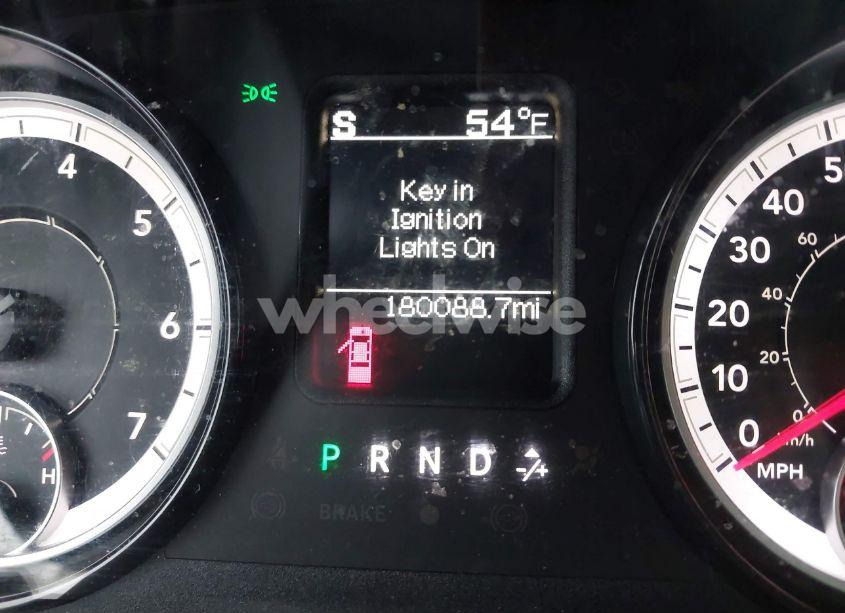 S 54°F
Key in
Ignition
Lights On
180088.7mi
wheelwise
P R N D -/+
BRAKE
4
5
6
7
H
50
40
30
20
10
0
MPH
60
40
20
0
km/h